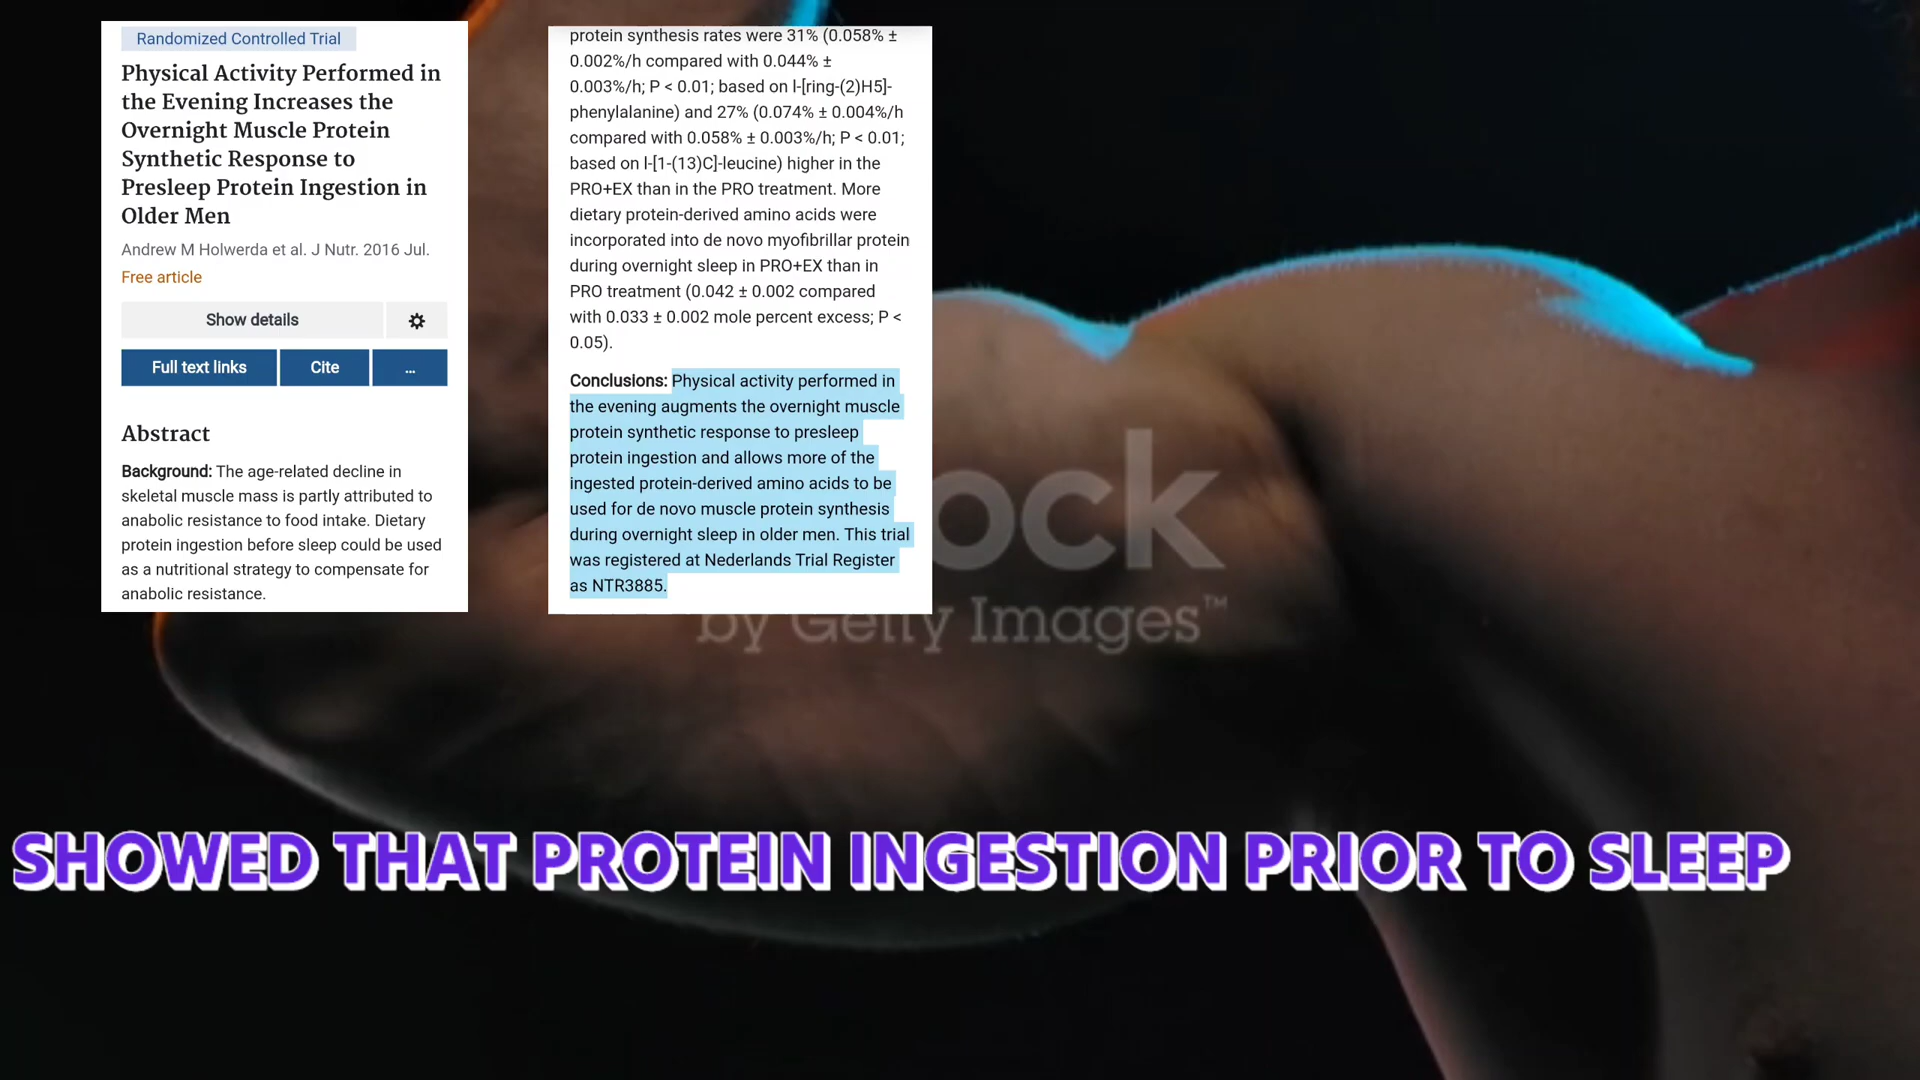 Randomized Controlled Trial
Physical Activity Performed in
the Evening Increases the
Overnight Muscle Protein
Synthetic Response to
Presleep Protein Ingestion in
Older Men
Andrew M Holwerda et al. J Nutr. 2016 Jul.
Free article
Show details
Full text links
Cite
...
Abstract
Background: The age-related decline in
skeletal muscle mass is partly attributed to
anabolic resistance to food intake. Dietary
protein ingestion before sleep could be used
as a nutritional strategy to compensate for
anabolic resistance.
protein synthesis rates were 31% (0.058% ±
0.002%/h compared with 0.044% ±
0.003%/h; P < 0.01; based on l-[ring-(2)H5]-
phenylalanine) and 27% (0.074% ± 0.004%/h
compared with 0.058% ± 0.003%/h; P < 0.01;
based on l-[1-(13)C]-leucine) higher in the
PRO+EX than in the PRO treatment. More
dietary protein-derived amino acids were
incorporated into de novo myofibrillar protein
during overnight sleep in PRO+EX than in
PRO treatment (0.042 ± 0.002 compared
with 0.033 ± 0.002 mole percent excess; P <
0.05).
Conclusions: Physical activity performed in
the evening augments the overnight muscle
protein synthetic response to presleep
protein ingestion and allows more of the
ingested protein-derived amino acids to be
used for de novo muscle protein synthesis
during overnight sleep in older men. This trial
was registered at Nederlands Trial Register
as NTR3885.
ock
by Getty Images™
SHOWED THAT PROTEIN INGESTION PRIOR TO SLEEP